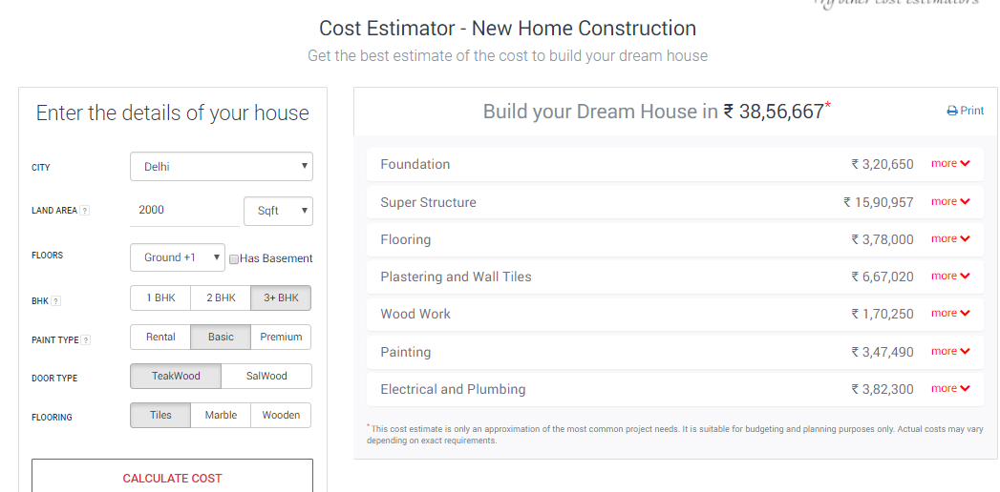 Try other cost estimators
Cost Estimator - New Home Construction
Get the best estimate of the cost to build your dream house
Enter the details of your house
CITY
Delhi
LAND AREA ?
2000
Sqft
FLOORS
Ground +1
Has Basement
BHK ?
1 BHK
2 BHK
3+ BHK
PAINT TYPE ?
Rental
Basic
Premium
DOOR TYPE
TeakWood
SalWood
FLOORING
Tiles
Marble
Wooden
CALCULATE COST
Build your Dream House in ₹ 38,56,667*
Print
Foundation ₹ 3,20,650 more
Super Structure ₹ 15,90,957 more
Flooring ₹ 3,78,000 more
Plastering and Wall Tiles ₹ 6,67,020 more
Wood Work ₹ 1,70,250 more
Painting ₹ 3,47,490 more
Electrical and Plumbing ₹ 3,82,300 more
*This cost estimate is only an approximation of the most common project needs. It is suitable for budgeting and planning purposes only. Actual costs may vary
depending on exact requirements.